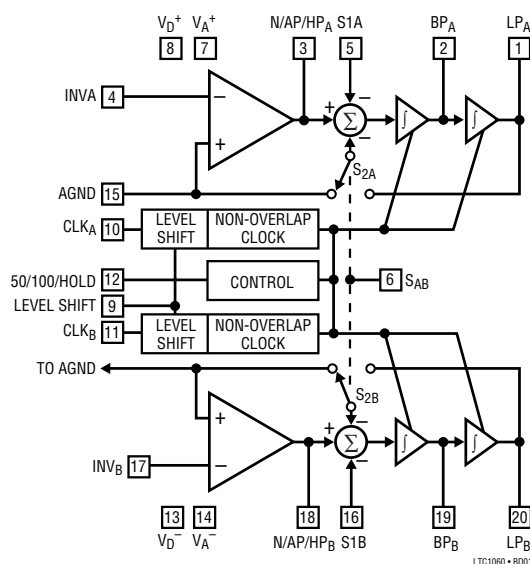 V_D^+ V_A^+ N/AP/HP_A S1A BP_A LP_A
8 7 3 5 2 1
INVA 4 − + Σ − ∫ ∫
+ −
S_2A
AGND 15
CLK_A 10 LEVEL SHIFT NON-OVERLAP CLOCK
50/100/HOLD 12 CONTROL 6 S_AB
LEVEL SHIFT 9
CLK_B 11 LEVEL SHIFT NON-OVERLAP CLOCK
TO AGND
S_2B
+ −
INV_B 17 − + Σ − ∫ ∫
13 14 18 16 19 20
V_D^− V_A^− N/AP/HP_B S1B BP_B LP_B
LTC1060 • BD01